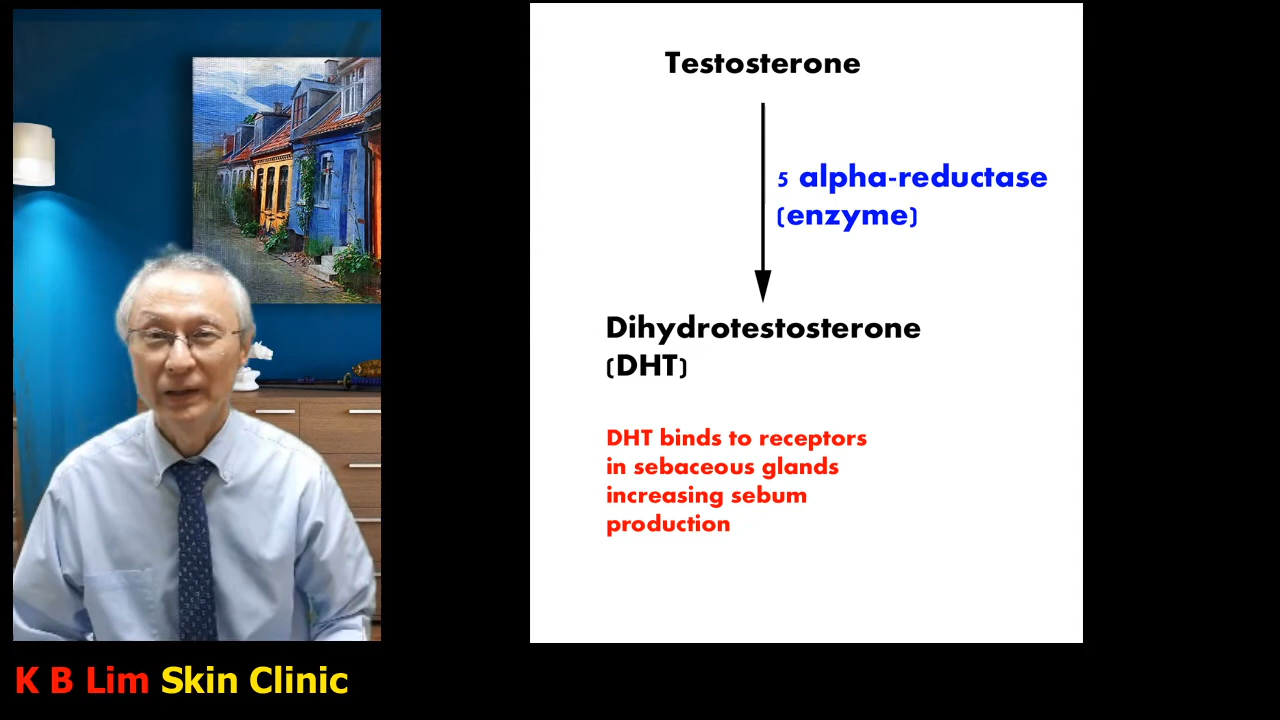 Testosterone
5 alpha-reductase
(enzyme)
Dihydrotestosterone
(DHT)
DHT binds to receptors
in sebaceous glands
increasing sebum
production
K B Lim Skin Clinic